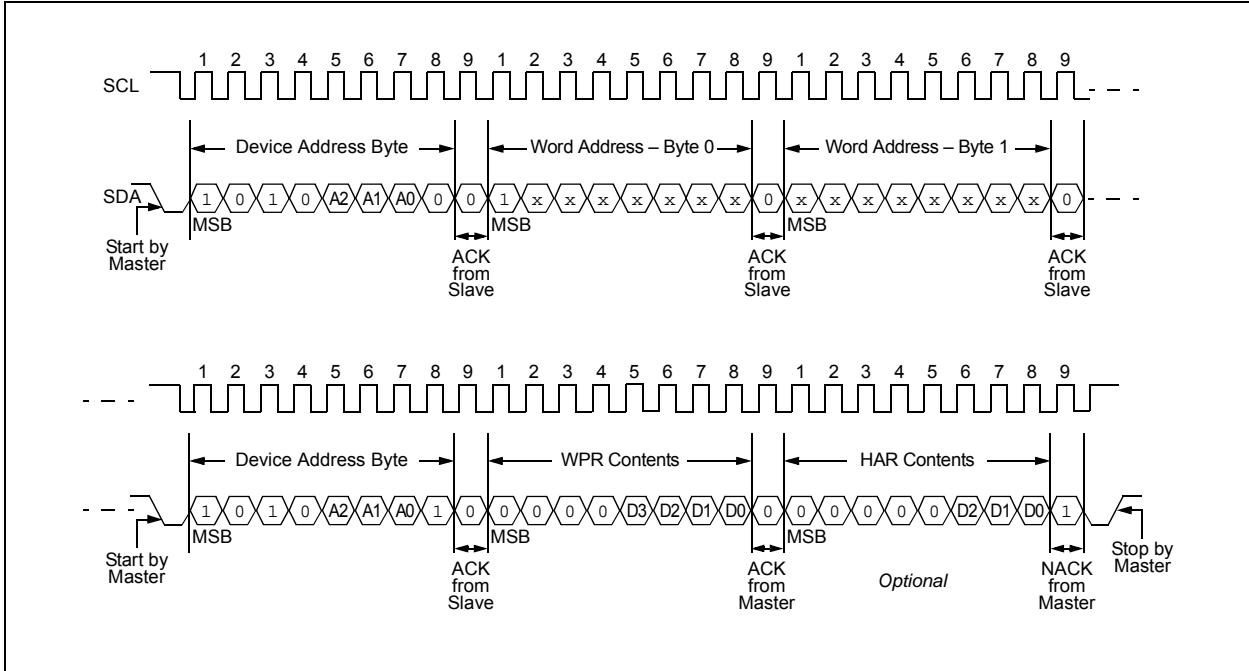 1 2 3 4 5 6 7 8 9 1 2 3 4 5 6 7 8 9 1 2 3 4 5 6 7 8 9
SCL
Device Address Byte Word Address – Byte 0 Word Address – Byte 1
SDA 1 0 1 0 A2 A1 A0 0 0 1 x x x x x x x 0 x x x x x x x x 0
MSB MSB MSB
Start by Master
ACK from Slave
ACK from Slave
ACK from Slave
1 2 3 4 5 6 7 8 9 1 2 3 4 5 6 7 8 9 1 2 3 4 5 6 7 8 9
Device Address Byte WPR Contents HAR Contents
1 0 1 0 A2 A1 A0 1 0 0 0 0 0 D3 D2 D1 D0 0 0 0 0 0 0 D2 D1 D0 1
MSB MSB MSB
Start by Master
ACK from Slave
ACK from Master
Optional
NACK from Master
Stop by Master